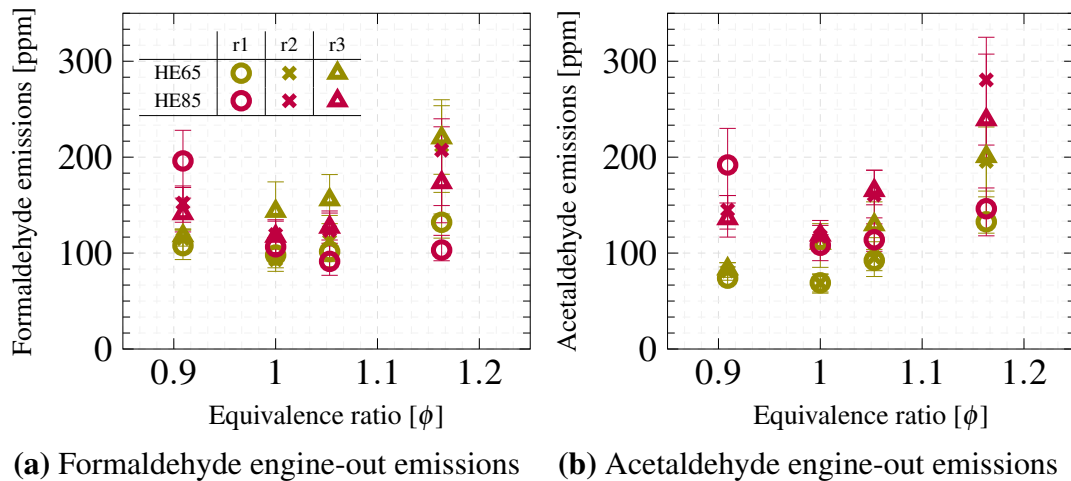 Formaldehyde emissions [ppm]
300
200
100
0
r1 r2 r3
HE65
HE85
0.9 1 1.1 1.2
Equivalence ratio [ϕ]
(a) Formaldehyde engine-out emissions
Acetaldehyde emissions [ppm]
300
200
100
0
0.9 1 1.1 1.2
Equivalence ratio [ϕ]
(b) Acetaldehyde engine-out emissions